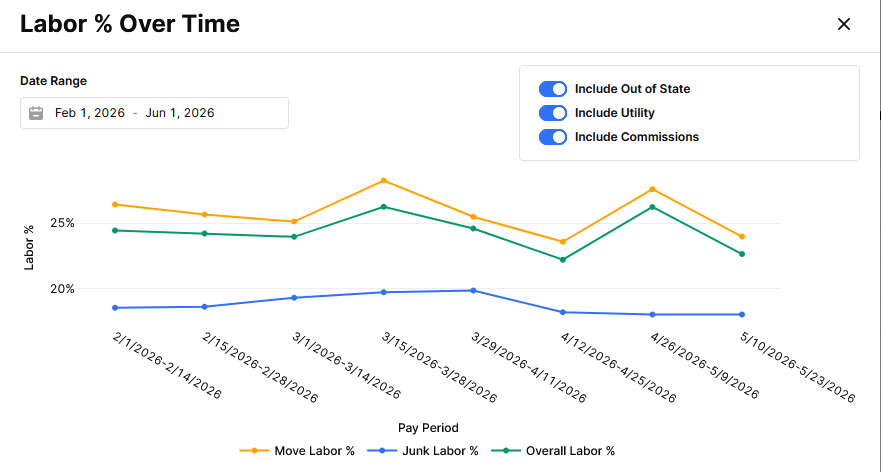 Labor % Over Time
Date Range
Feb 1, 2026 - Jun 1, 2026
Include Out of State
Include Utility
Include Commissions
Labor %
25%
20%
2/1/2026-2/14/2026
2/15/2026-2/28/2026
3/1/2026-3/14/2026
3/15/2026-3/28/2026
3/29/2026-4/11/2026
4/12/2026-4/25/2026
4/26/2026-5/9/2026
5/10/2026-5/23/2026
Pay Period
Move Labor % Junk Labor % Overall Labor %